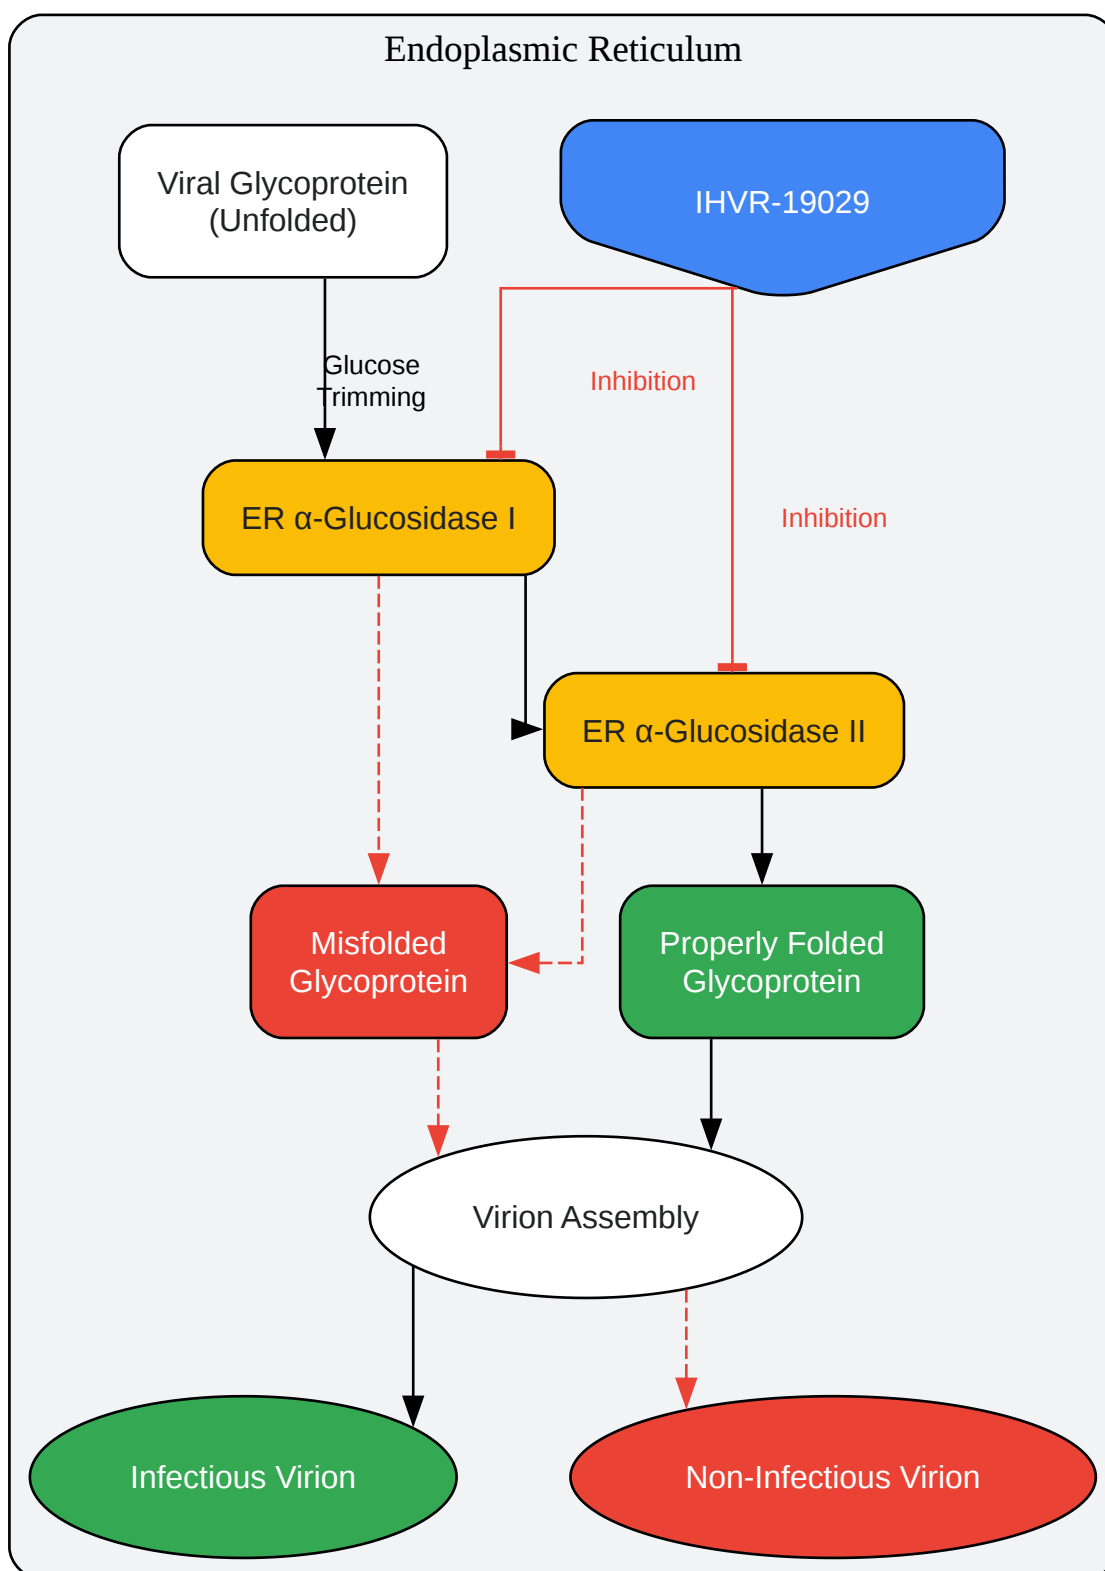 Endoplasmic Reticulum
Viral Glycoprotein
(Unfolded)
IHVR-19029
Glucose
Trimming
Inhibition
ER α-Glucosidase I
Inhibition
ER α-Glucosidase II
Misfolded
Glycoprotein
Properly Folded
Glycoprotein
Virion Assembly
Infectious Virion
Non-Infectious Virion